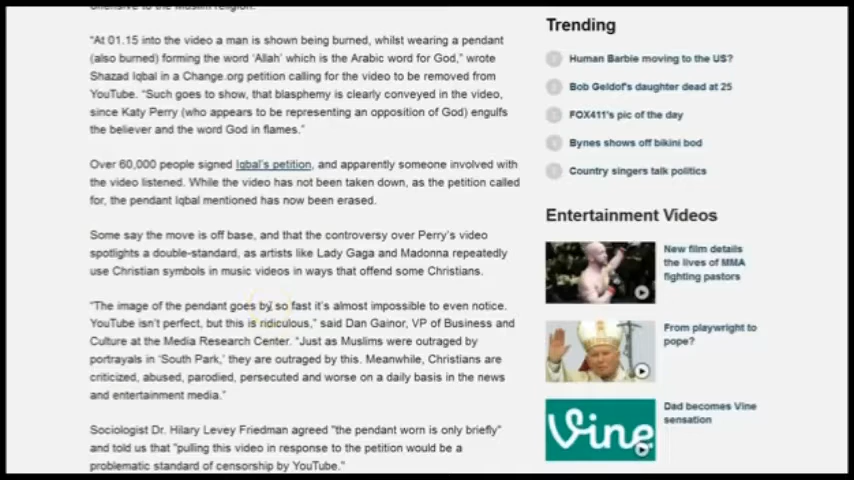 offensive to the Muslim religion.
"At 01.15 into the video a man is shown being burned, whilst wearing a pendant
(also burned) forming the word 'Allah' which is the Arabic word for God," wrote
Shazad Iqbal in a Change.org petition calling for the video to be removed from
YouTube. "Such goes to show, that blasphemy is clearly conveyed in the video,
since Katy Perry (who appears to be representing an opposition of God) engulfs
the believer and the word God in flames."
Over 60,000 people signed Iqbal's petition, and apparently someone involved with
the video listened. While the video has not been taken down, as the petition called
for, the pendant Iqbal mentioned has now been erased.
Some say the move is off base, and that the controversy over Perry's video
spotlights a double-standard, as artists like Lady Gaga and Madonna repeatedly
use Christian symbols in music videos in ways that offend some Christians.
"The image of the pendant goes by so fast it's almost impossible to even notice.
YouTube isn't perfect, but this is ridiculous," said Dan Gainor, VP of Business and
Culture at the Media Research Center. "Just as Muslims were outraged by
portrayals in 'South Park,' they are outraged by this. Meanwhile, Christians are
criticized, abused, parodied, persecuted and worse on a daily basis in the news
and entertainment media."
Sociologist Dr. Hilary Levey Friedman agreed "the pendant worn is only briefly"
and told us that "pulling this video in response to the petition would be a
problematic standard of censorship by YouTube."
Trending
Human Barbie moving to the US?
Bob Geldof's daughter dead at 25
FOX411's pic of the day
Bynes shows off bikini bod
Country singers talk politics
Entertainment Videos
New film details
the lives of MMA
fighting pastors
From playwright to
pope?
Vine
Dad becomes Vine
sensation